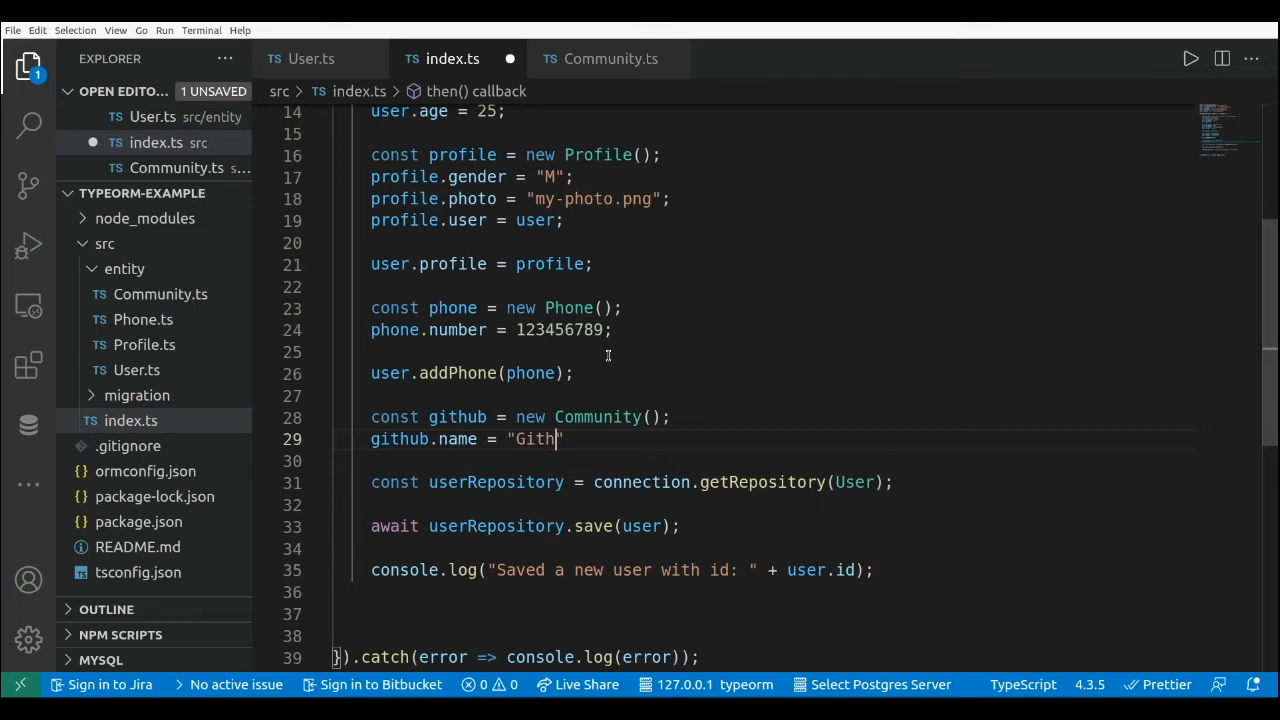 File Edit Selection View Go Run Terminal Help
EXPLORER
TS User.ts TS index.ts TS Community.ts
1
OPEN EDITO... 1 UNSAVED
TS User.ts src/entity
TS index.ts src
TS Community.ts s...
TYPEORM-EXAMPLE
node_modules
src
entity
TS Community.ts
TS Phone.ts
TS Profile.ts
TS User.ts
migration
TS index.ts
.gitignore
{} ormconfig.json
{} package-lock.json
{} package.json
README.md
tsconfig.json
OUTLINE
NPM SCRIPTS
MYSQL
src > TS index.ts > then() callback
14 user.age = 25;
15
16 const profile = new Profile();
17 profile.gender = "M";
18 profile.photo = "my-photo.png";
19 profile.user = user;
20
21 user.profile = profile;
22
23 const phone = new Phone();
24 phone.number = 123456789;
25
26 user.addPhone(phone);
27
28 const github = new Community();
29 github.name = "Gith"
30
31 const userRepository = connection.getRepository(User);
32
33 await userRepository.save(user);
34
35 console.log("Saved a new user with id: " + user.id);
36
37
38
39 }).catch(error => console.log(error));
Sign in to Jira No active issue Sign in to Bitbucket 0 0 Live Share 127.0.0.1 typeorm Select Postgres Server TypeScript 4.3.5 Prettier